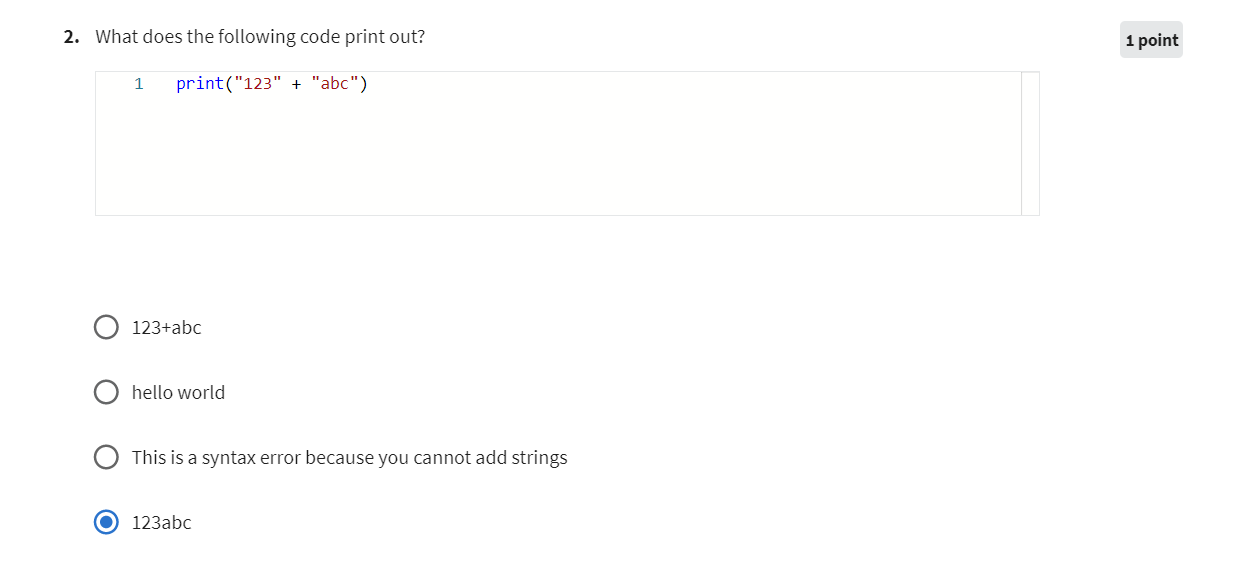 2. What does the following code print out?
1 point
1 print("123" + "abc")
123+abc
hello world
This is a syntax error because you cannot add strings
123abc